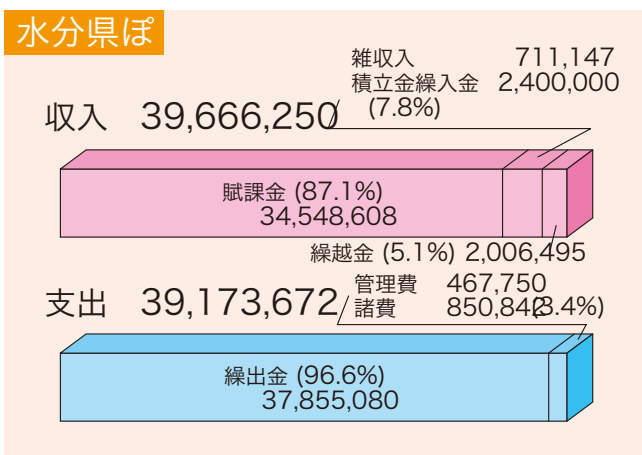 水分県ぽ
雑収入 711,147
積立金繰入金 2,400,000
(7.8%)
収入 39,666,250
賦課金 (87.1%)
34,548,608
繰越金 (5.1%) 2,006,495
管理費 467,750
諸費 850,842(3.4%)
支出 39,173,672
繰出金 (96.6%)
37,855,080